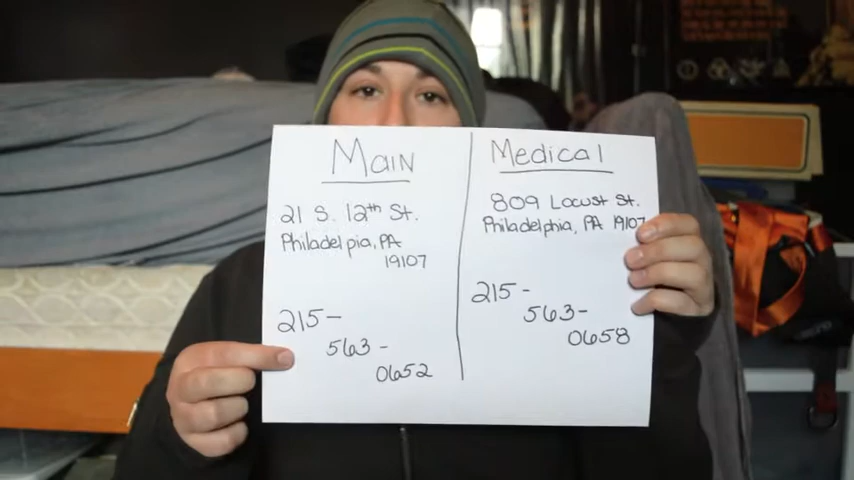 Main
21 S. 12th St.
Philadelpia, PA
19107
215-
563-
0652
Medical
809 Locust St.
Philadelphia, PA 19107
215-
563-
0658